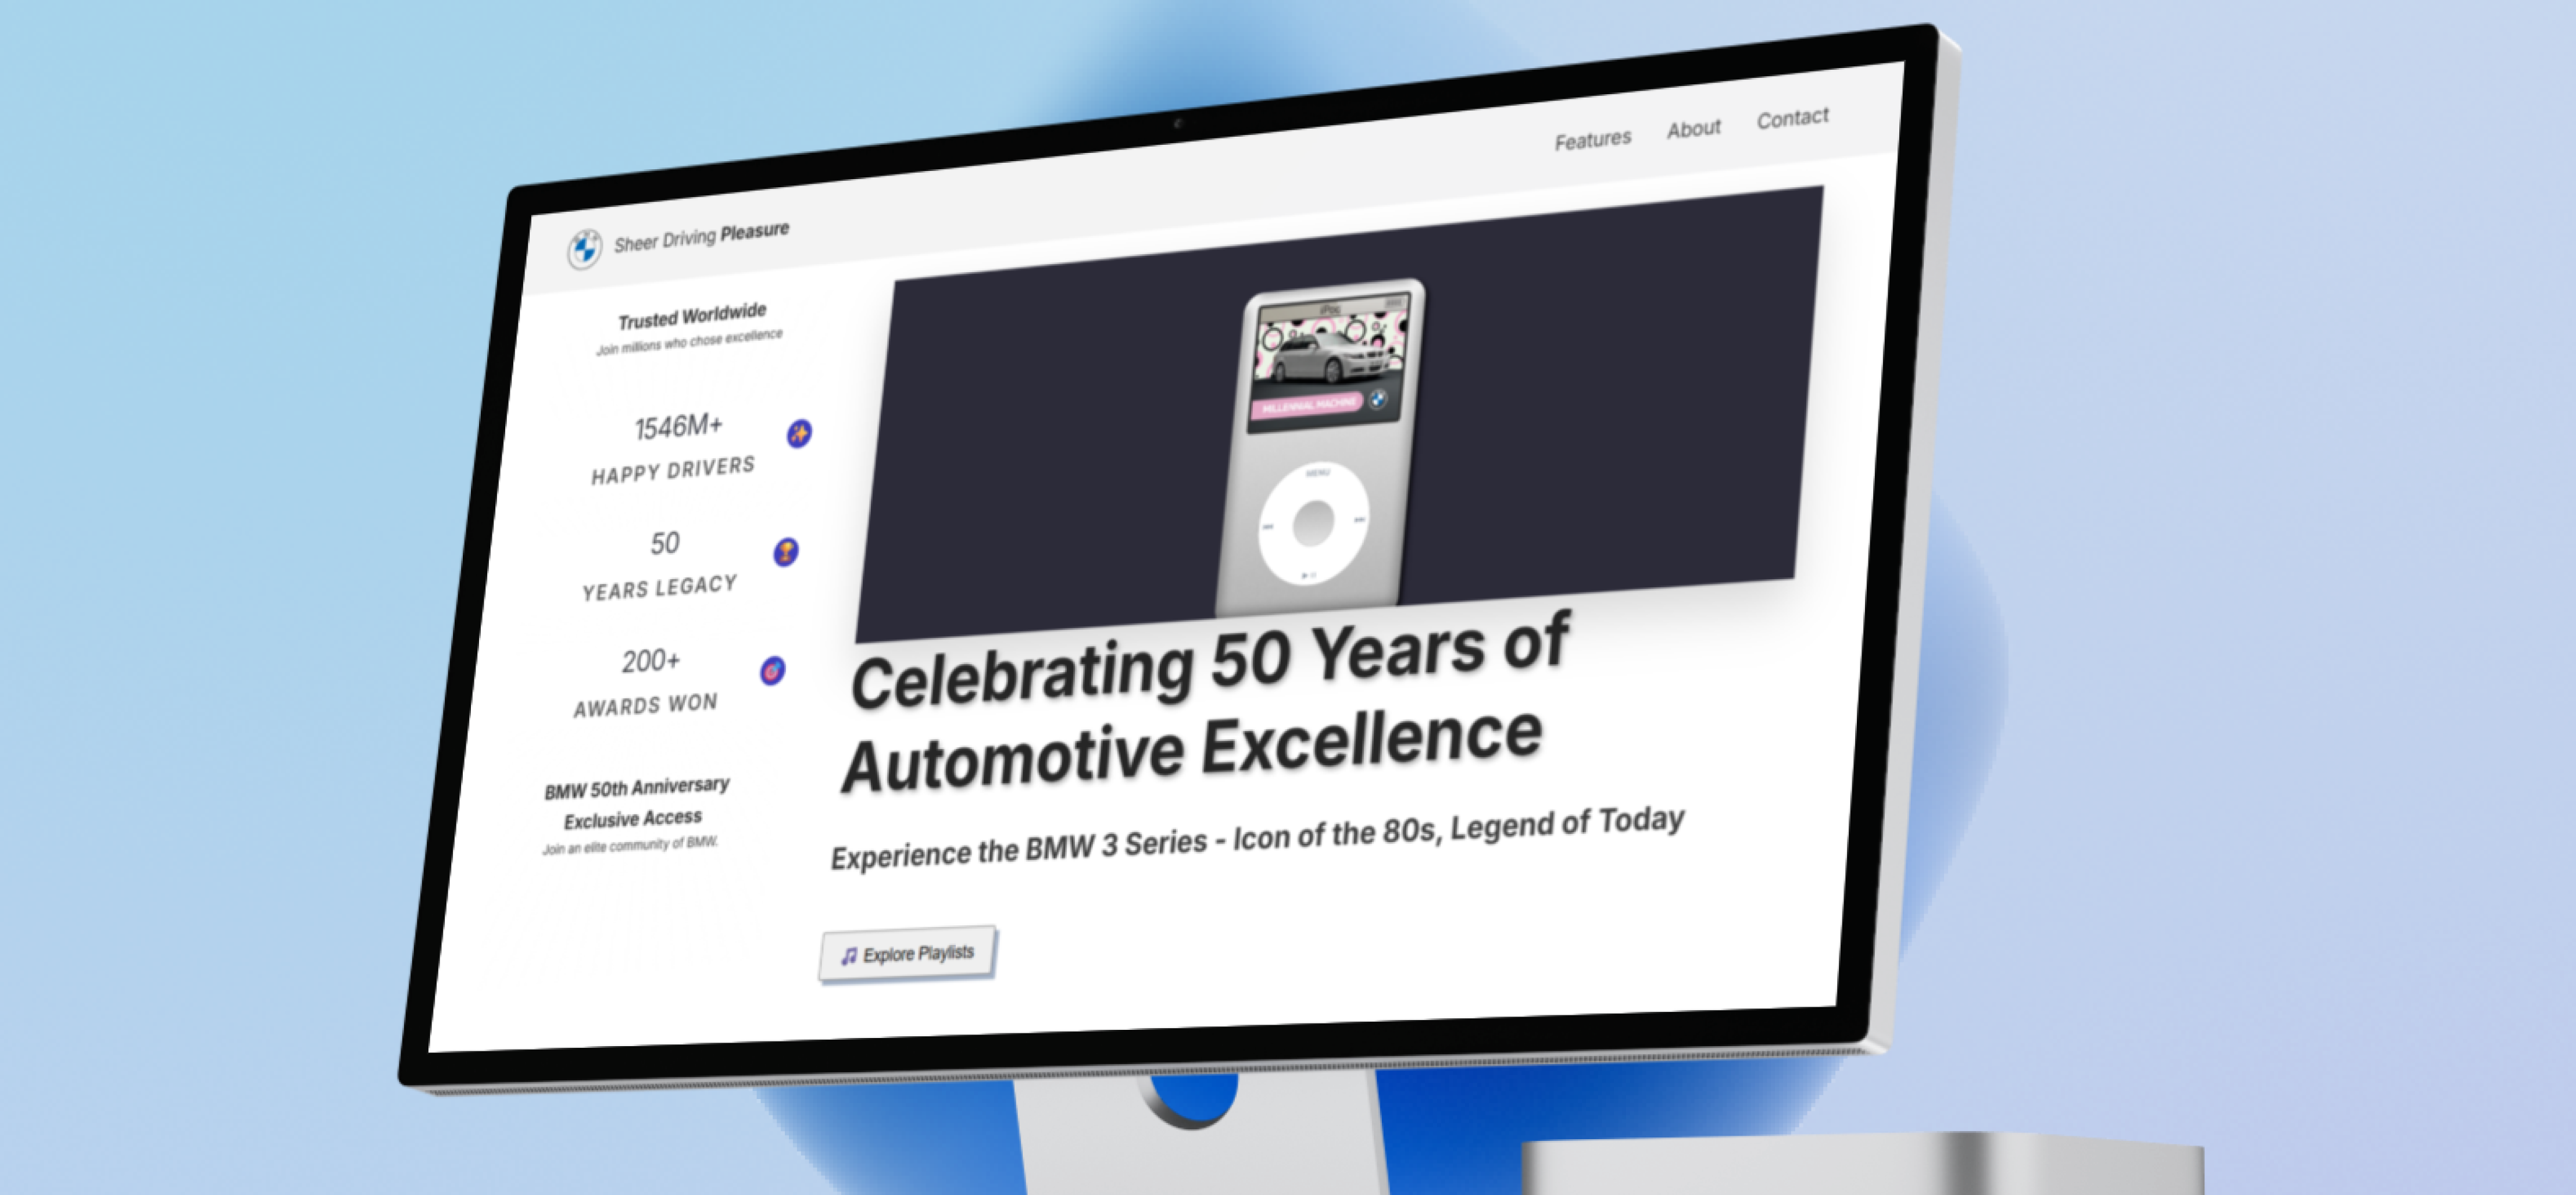 Features About Contact
Sheer Driving Pleasure
Trusted Worldwide
Join millions who chose excellence
1546M+
HAPPY DRIVERS
50
YEARS LEGACY
200+
AWARDS WON
BMW 50th Anniversary
Exclusive Access
Join an elite community of BMW.
iPod
MILLENNIAL MACHINE
MENU
Celebrating 50 Years of
Automotive Excellence
Experience the BMW 3 Series - Icon of the 80s, Legend of Today
Explore Playlists